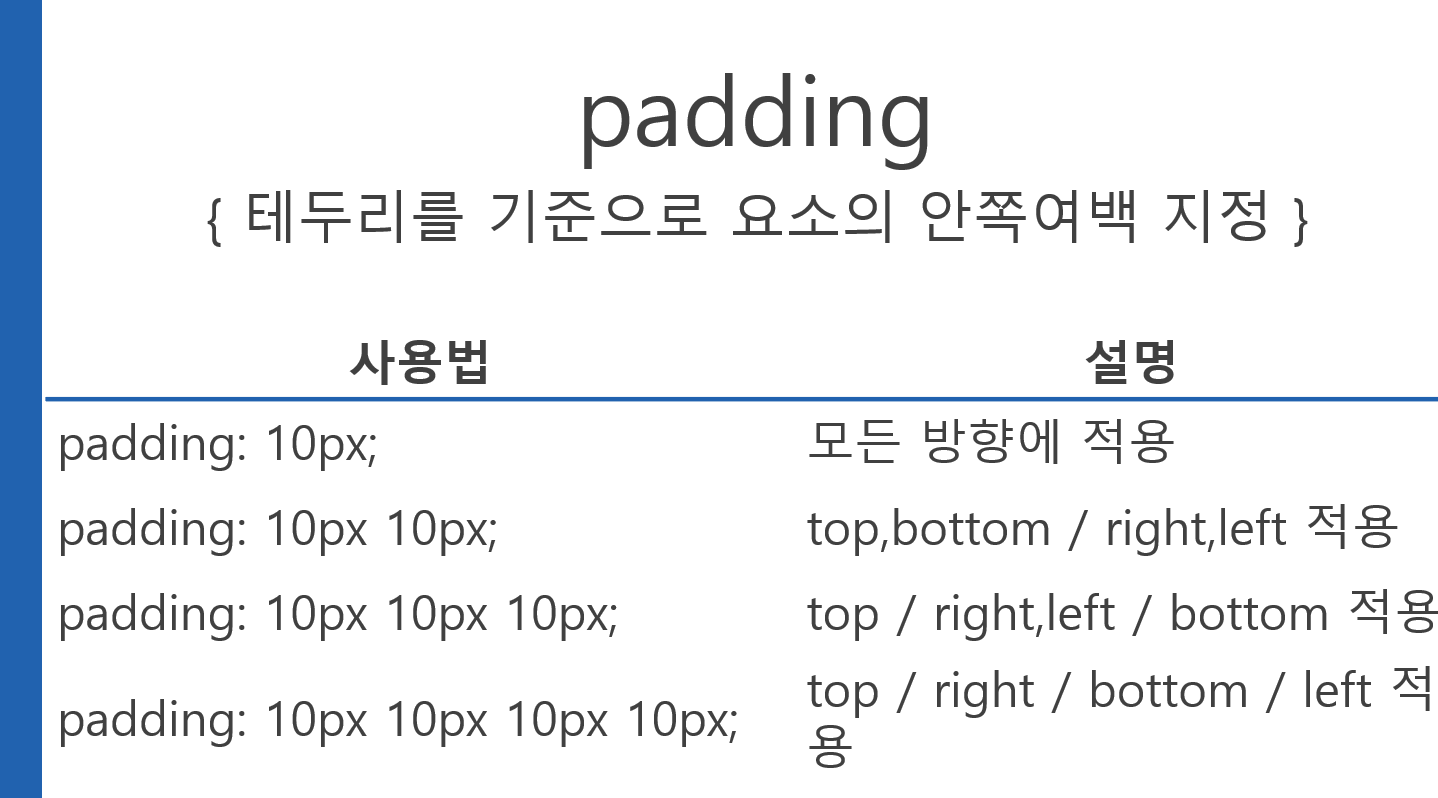 padding
{ 테두리를 기준으로 요소의 안쪽여백 지정 }
사용법 설명
padding: 10px; 모든 방향에 적용
padding: 10px 10px; top,bottom / right,left 적용
padding: 10px 10px 10px; top / right,left / bottom 적용
padding: 10px 10px 10px 10px; top / right / bottom / left 적
용